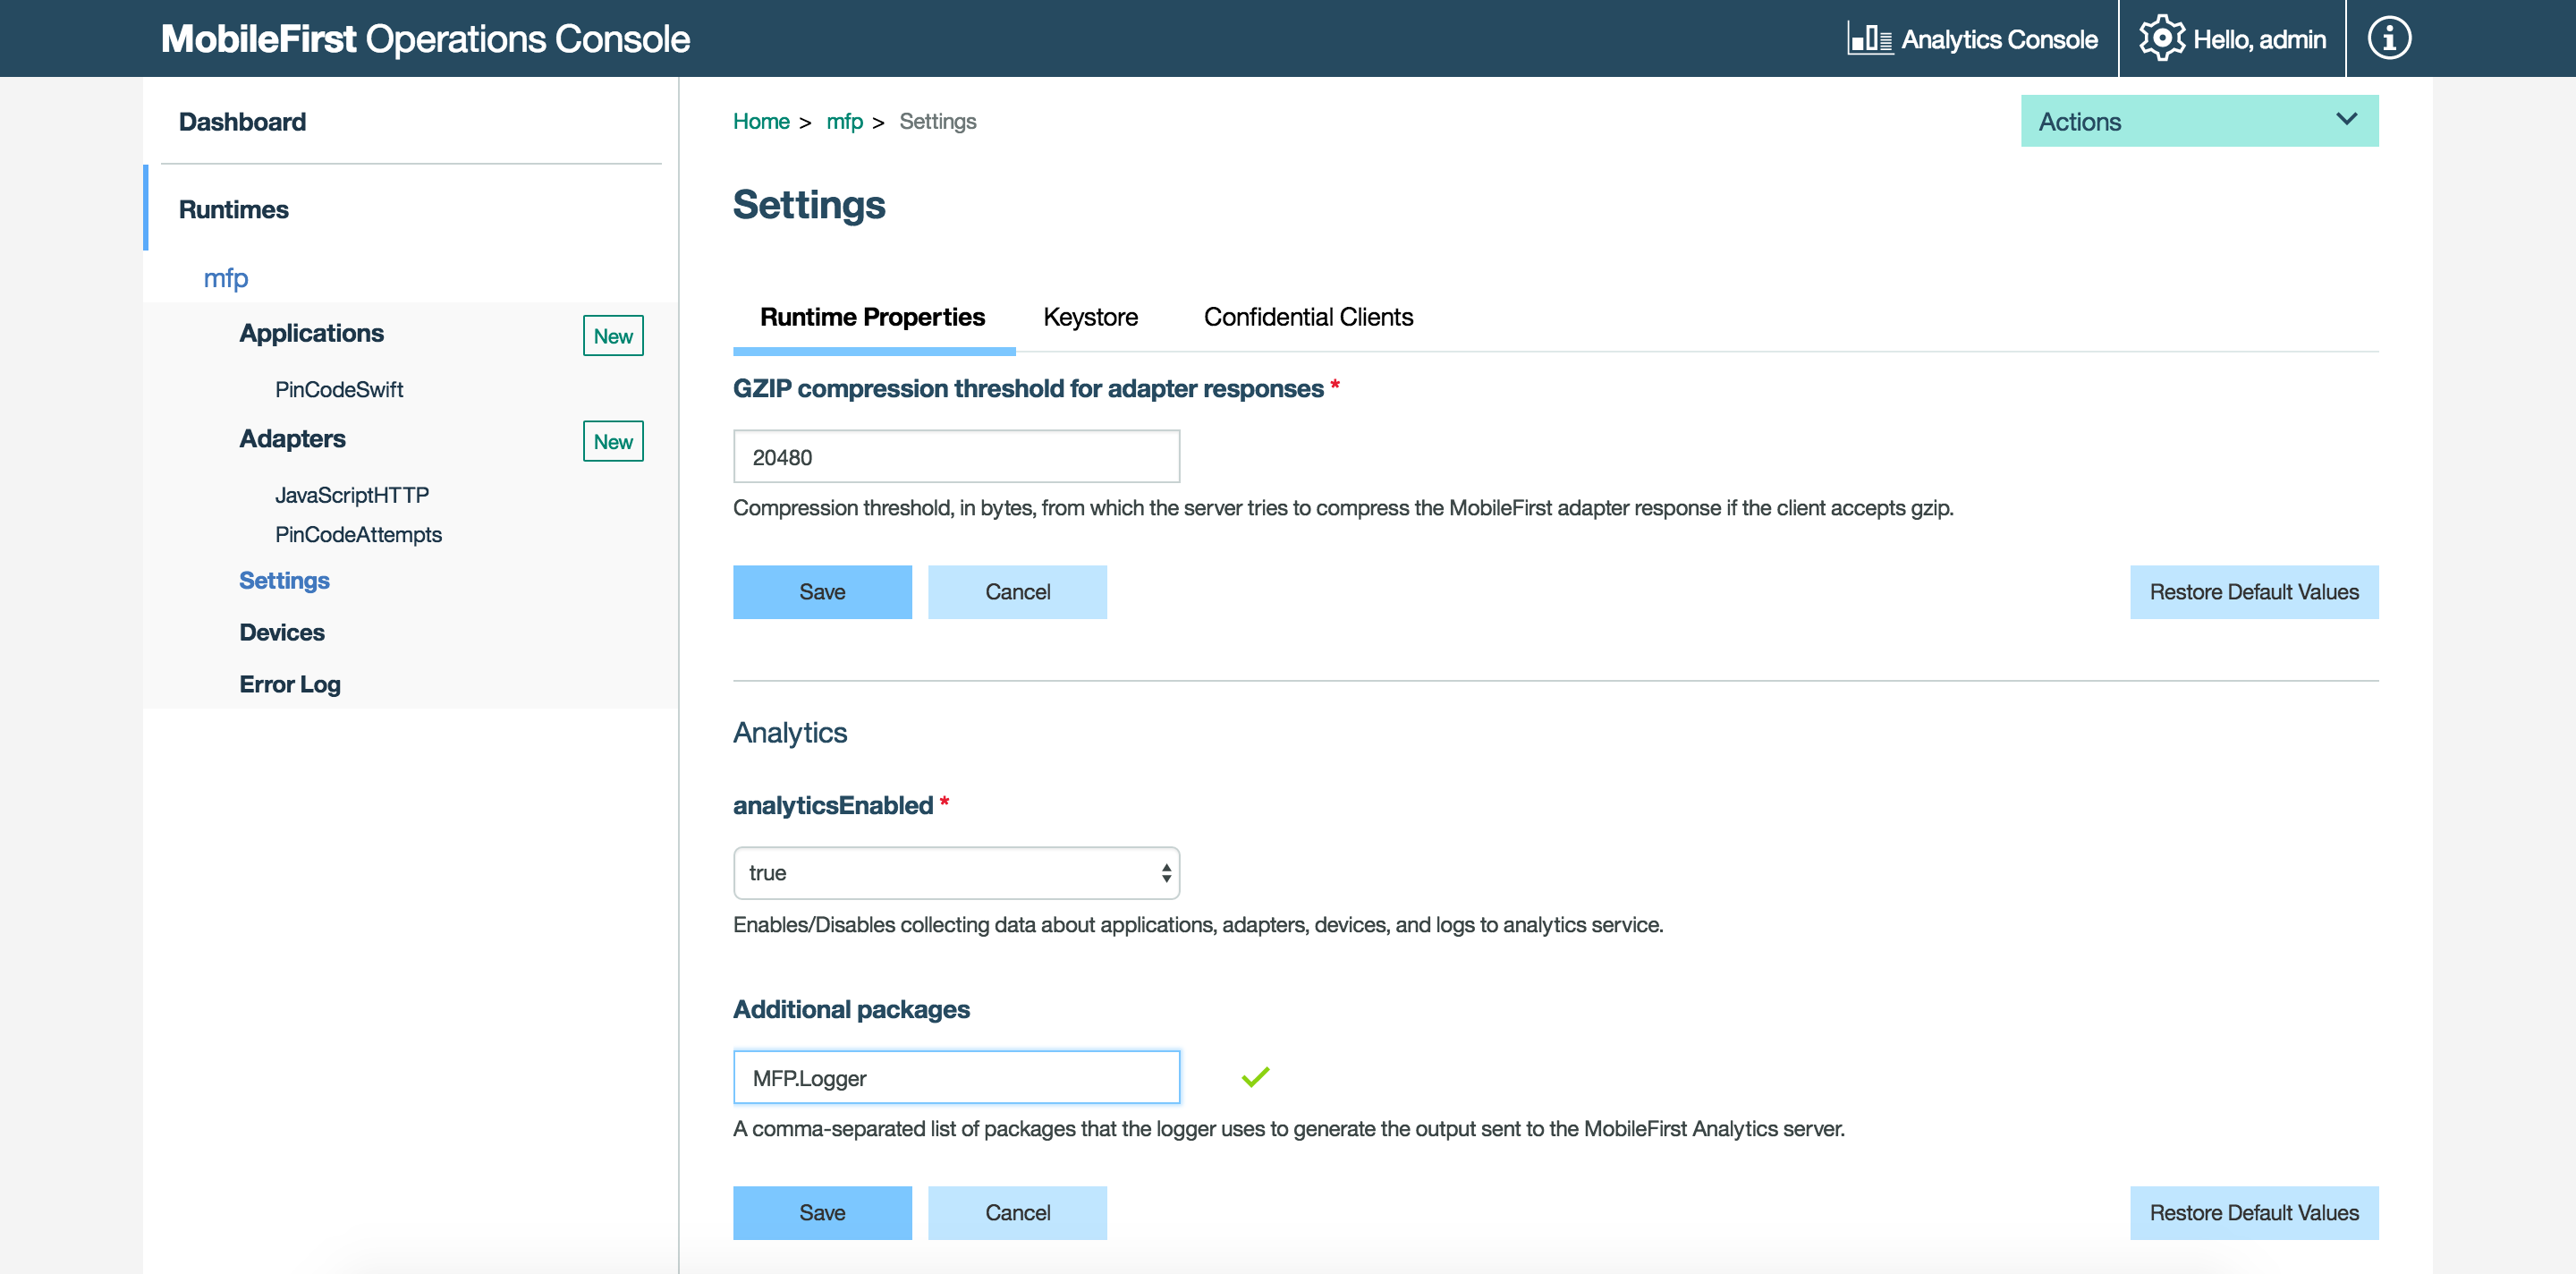 MobileFirst Operations Console
Analytics Console
Hello, admin
Dashboard
Runtimes
mfp
Applications
New
PinCodeSwift
Adapters
New
JavaScriptHTTP
PinCodeAttempts
Settings
Devices
Error Log
Home > mfp > Settings
Actions
Settings
Runtime Properties
Keystore
Confidential Clients
GZIP compression threshold for adapter responses *
20480
Compression threshold, in bytes, from which the server tries to compress the MobileFirst adapter response if the client accepts gzip.
Save
Cancel
Restore Default Values
Analytics
analyticsEnabled *
true
Enables/Disables collecting data about applications, adapters, devices, and logs to analytics service.
Additional packages
MFP.Logger
A comma-separated list of packages that the logger uses to generate the output sent to the MobileFirst Analytics server.
Save
Cancel
Restore Default Values